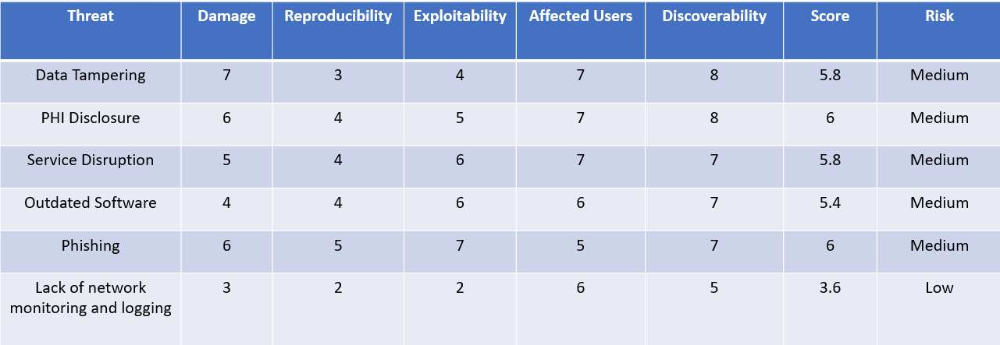 Threat Damage Reproducibility Exploitability Affected Users Discoverability Score Risk
Data Tampering 7 3 4 7 8 5.8 Medium
PHI Disclosure 6 4 5 7 8 6 Medium
Service Disruption 5 4 6 7 7 5.8 Medium
Outdated Software 4 4 6 6 7 5.4 Medium
Phishing 6 5 7 5 7 6 Medium
Lack of network 3 2 2 6 5 3.6 Low
monitoring and logging